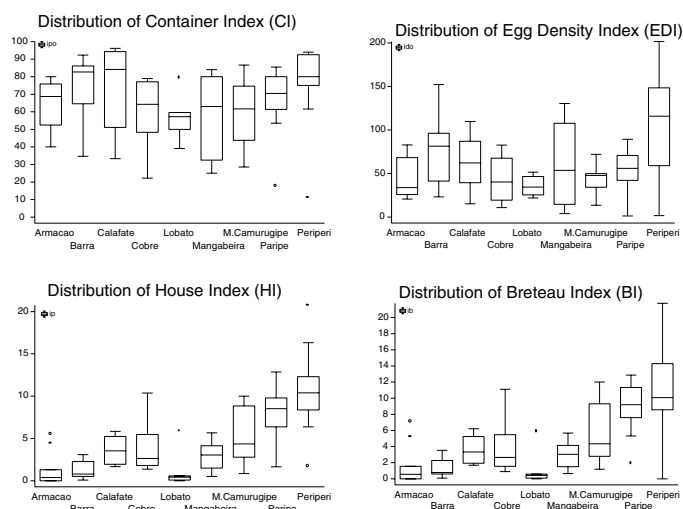 Distribution of Container Index (CI)
ipo
100
90
80
70
60
50
40
30
20
10
0
Armacao Calafate Lobato M.Camurugipe Periperi
Barra Cobre Mangabeira Paripe
Distribution of Egg Density Index (EDI)
ido
200
150
100
50
0
Armacao Calafate Lobato M.Camurugipe Periperi
Barra Cobre Mangabeira Paripe
Distribution of House Index (HI)
ip
20
15
10
5
0
Armacao Calafate Lobato M.Camurugipe Periperi
Barra Cobre Mangabeira Paripe
Distribution of Breteau Index (BI)
ib
20
18
16
14
12
10
8
6
4
2
0
Armacao Calafate Lobato M.Camurugipe Periperi
Barra Cobre Mangabeira Paripe